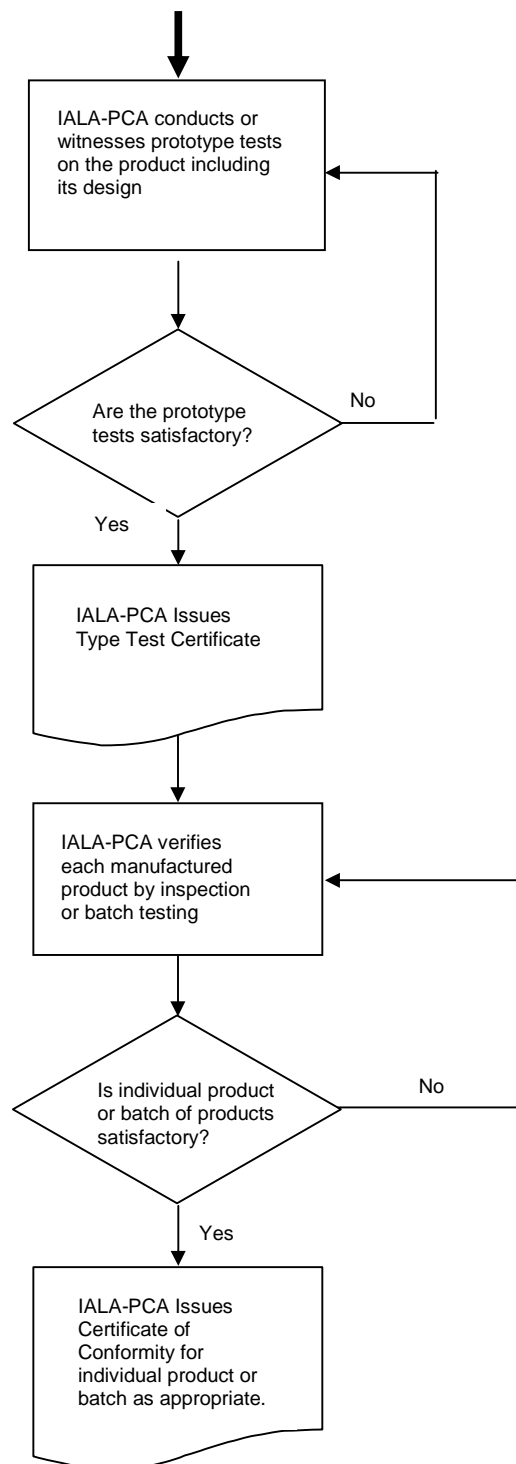 IALA-PCA conducts or
witnesses prototype tests
on the product including
its design
No
Are the prototype
tests satisfactory?
Yes
IALA-PCA Issues
Type Test Certificate
IALA-PCA verifies
each manufactured
product by inspection
or batch testing
Is individual product
or batch of products
satisfactory?
No
Yes
IALA-PCA Issues
Certificate of
Conformity for
individual product or
batch as appropriate.